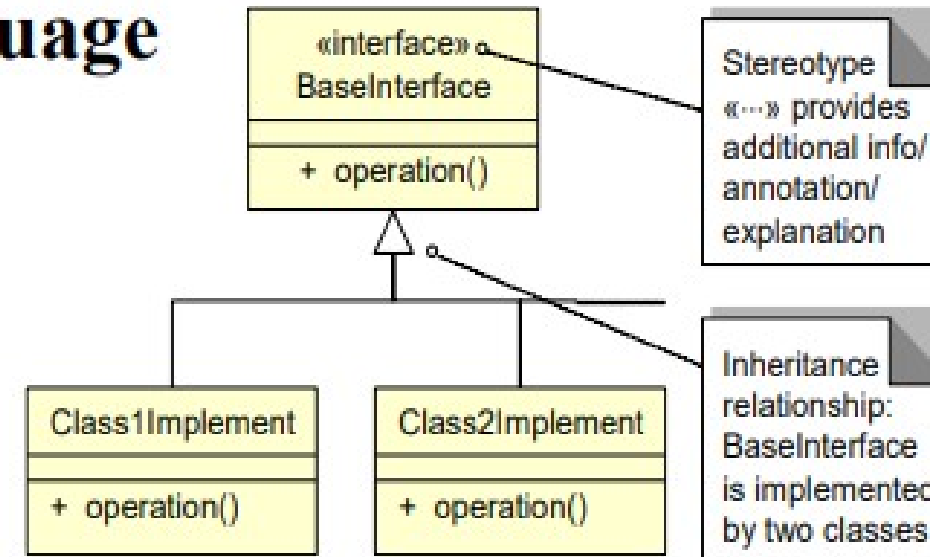 uage
«interface»
BaseInterface
+ operation()
Stereotype
«···» provides
additional info/
annotation/
explanation
Inheritance
relationship:
BaseInterface
is implemented
by two classes
Class1Implement
+ operation()
Class2Implement
+ operation()